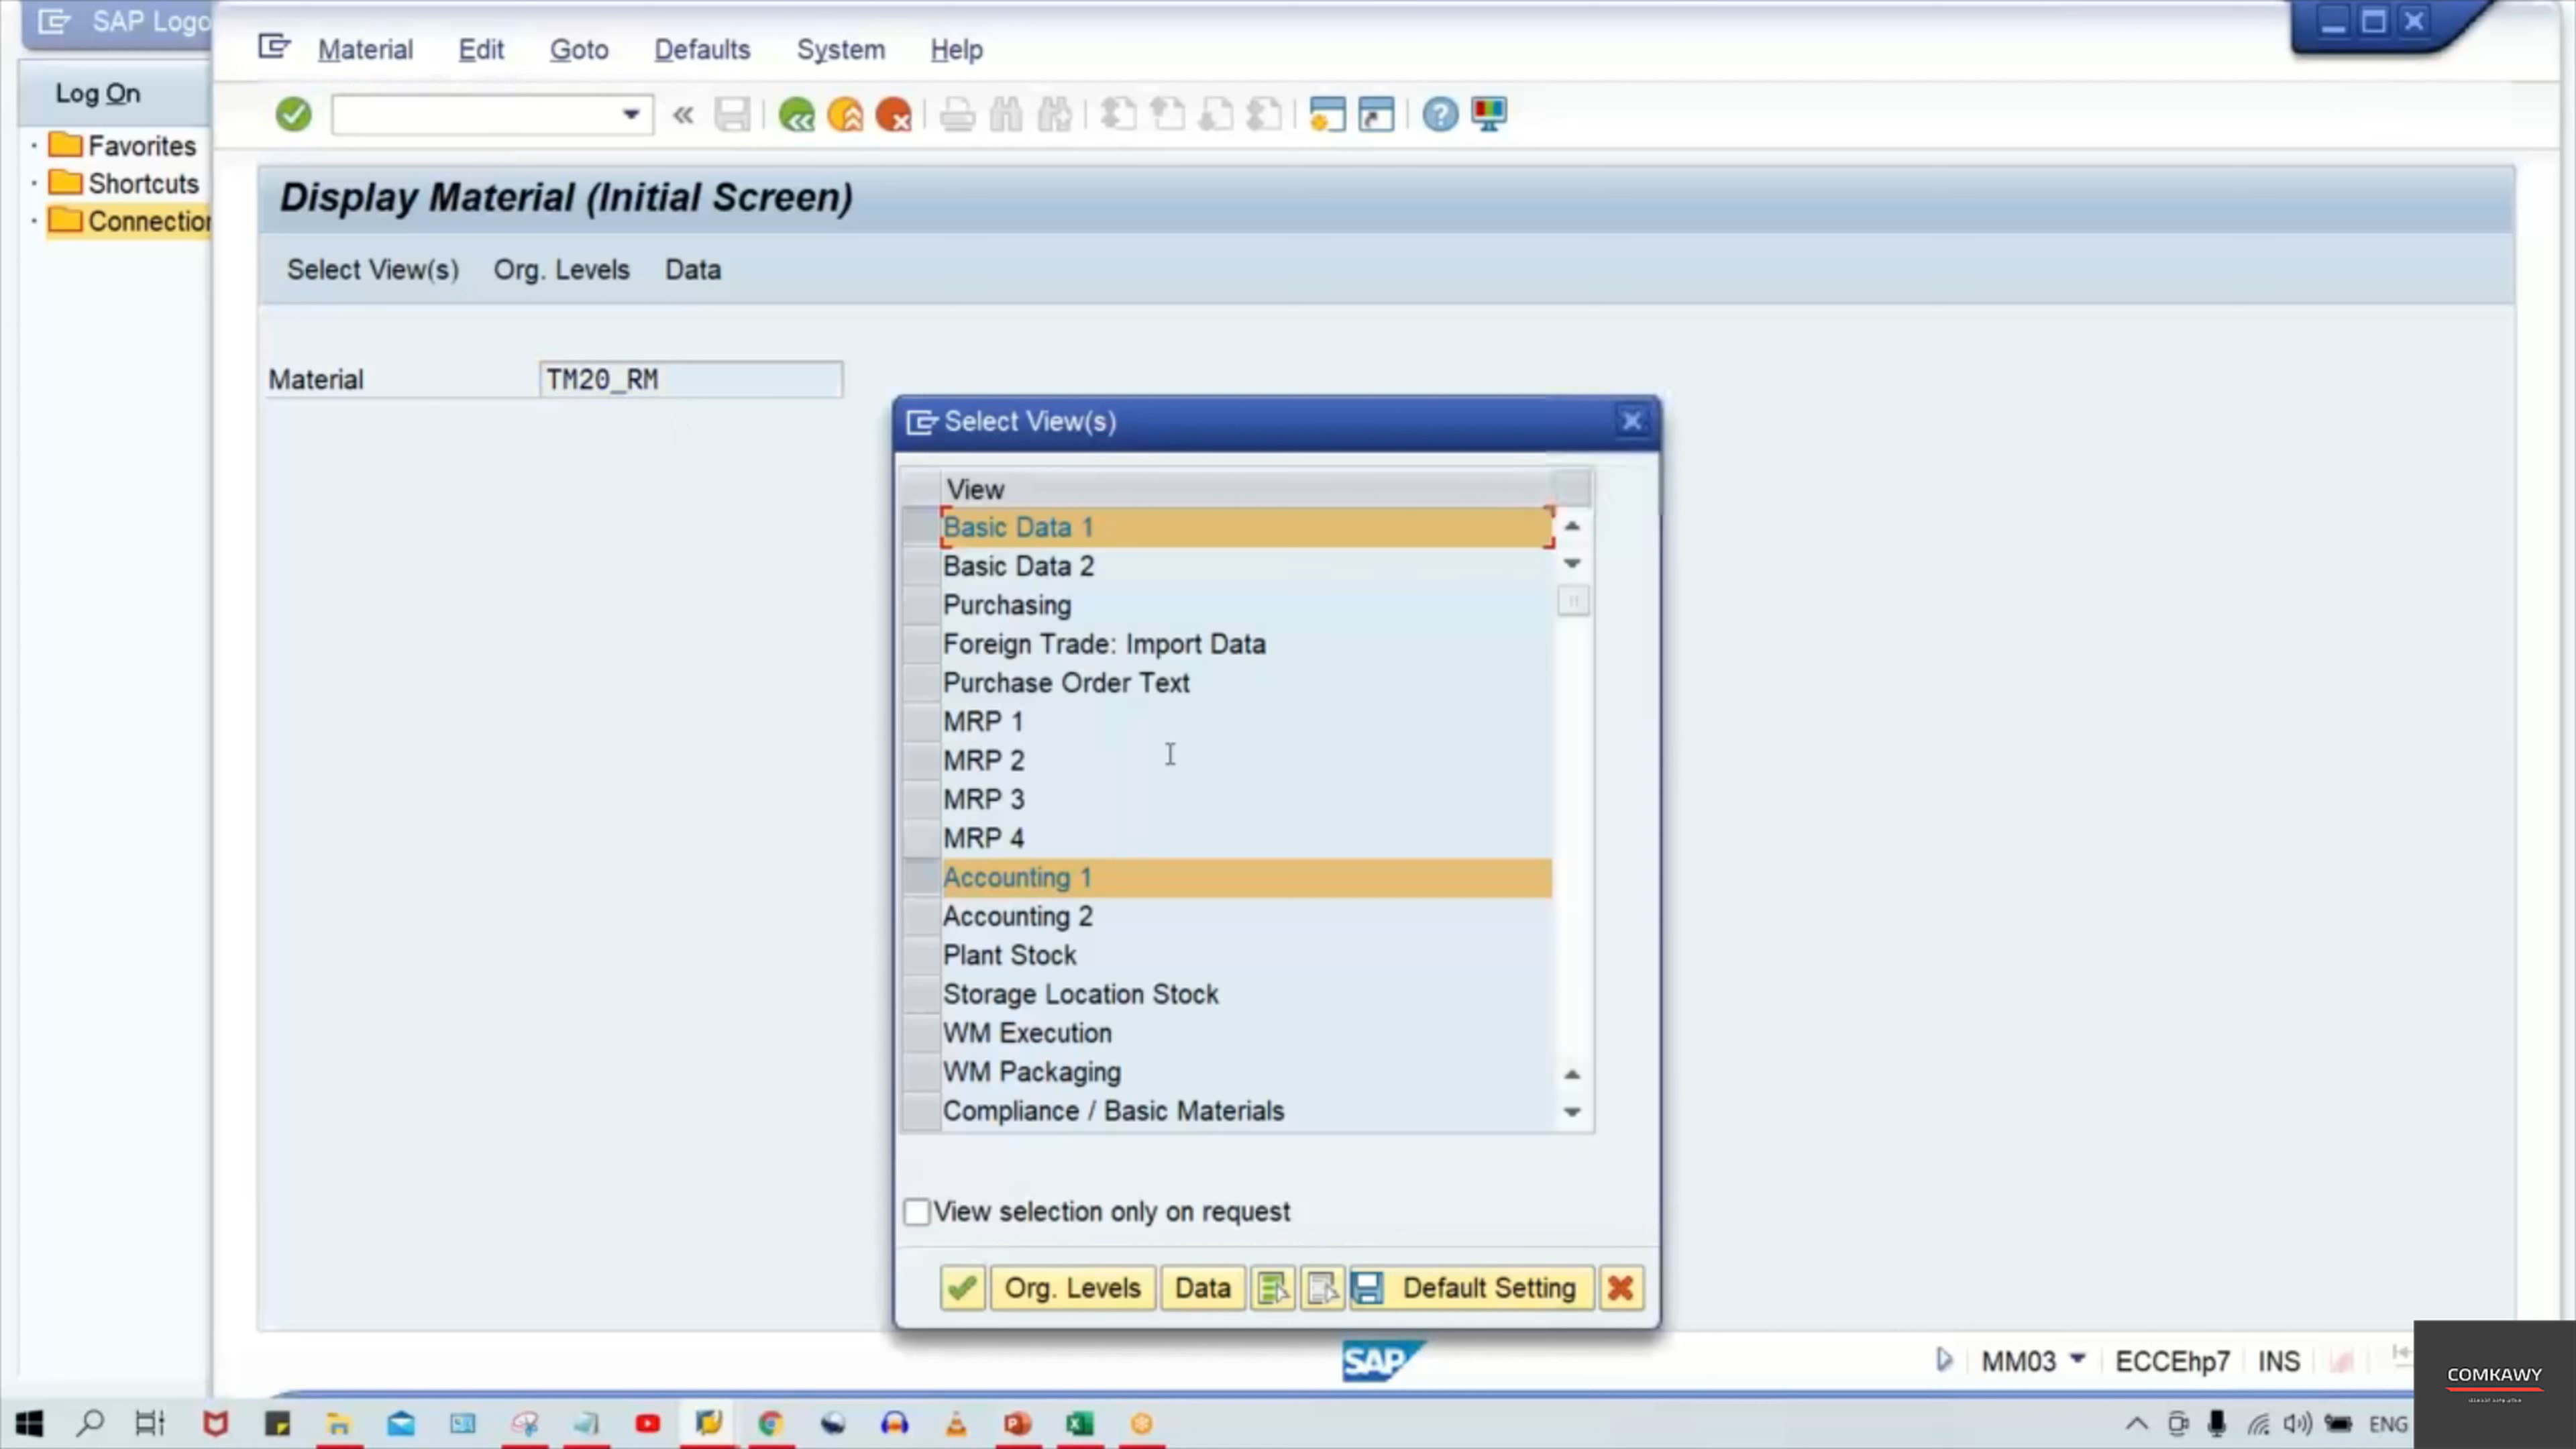 SAP Logo
Material Edit Goto Defaults System Help
Log On
Favorites
Shortcuts
Connection
Display Material (Initial Screen)
Select View(s) Org. Levels Data
Material TM20_RM
Select View(s)
View
Basic Data 1
Basic Data 2
Purchasing
Foreign Trade: Import Data
Purchase Order Text
MRP 1
MRP 2
MRP 3
MRP 4
Accounting 1
Accounting 2
Plant Stock
Storage Location Stock
WM Execution
WM Packaging
Compliance / Basic Materials
View selection only on request
Org. Levels Data Default Setting
SAP
MM03 ECCEhp7 INS
COMKAWY
ENG